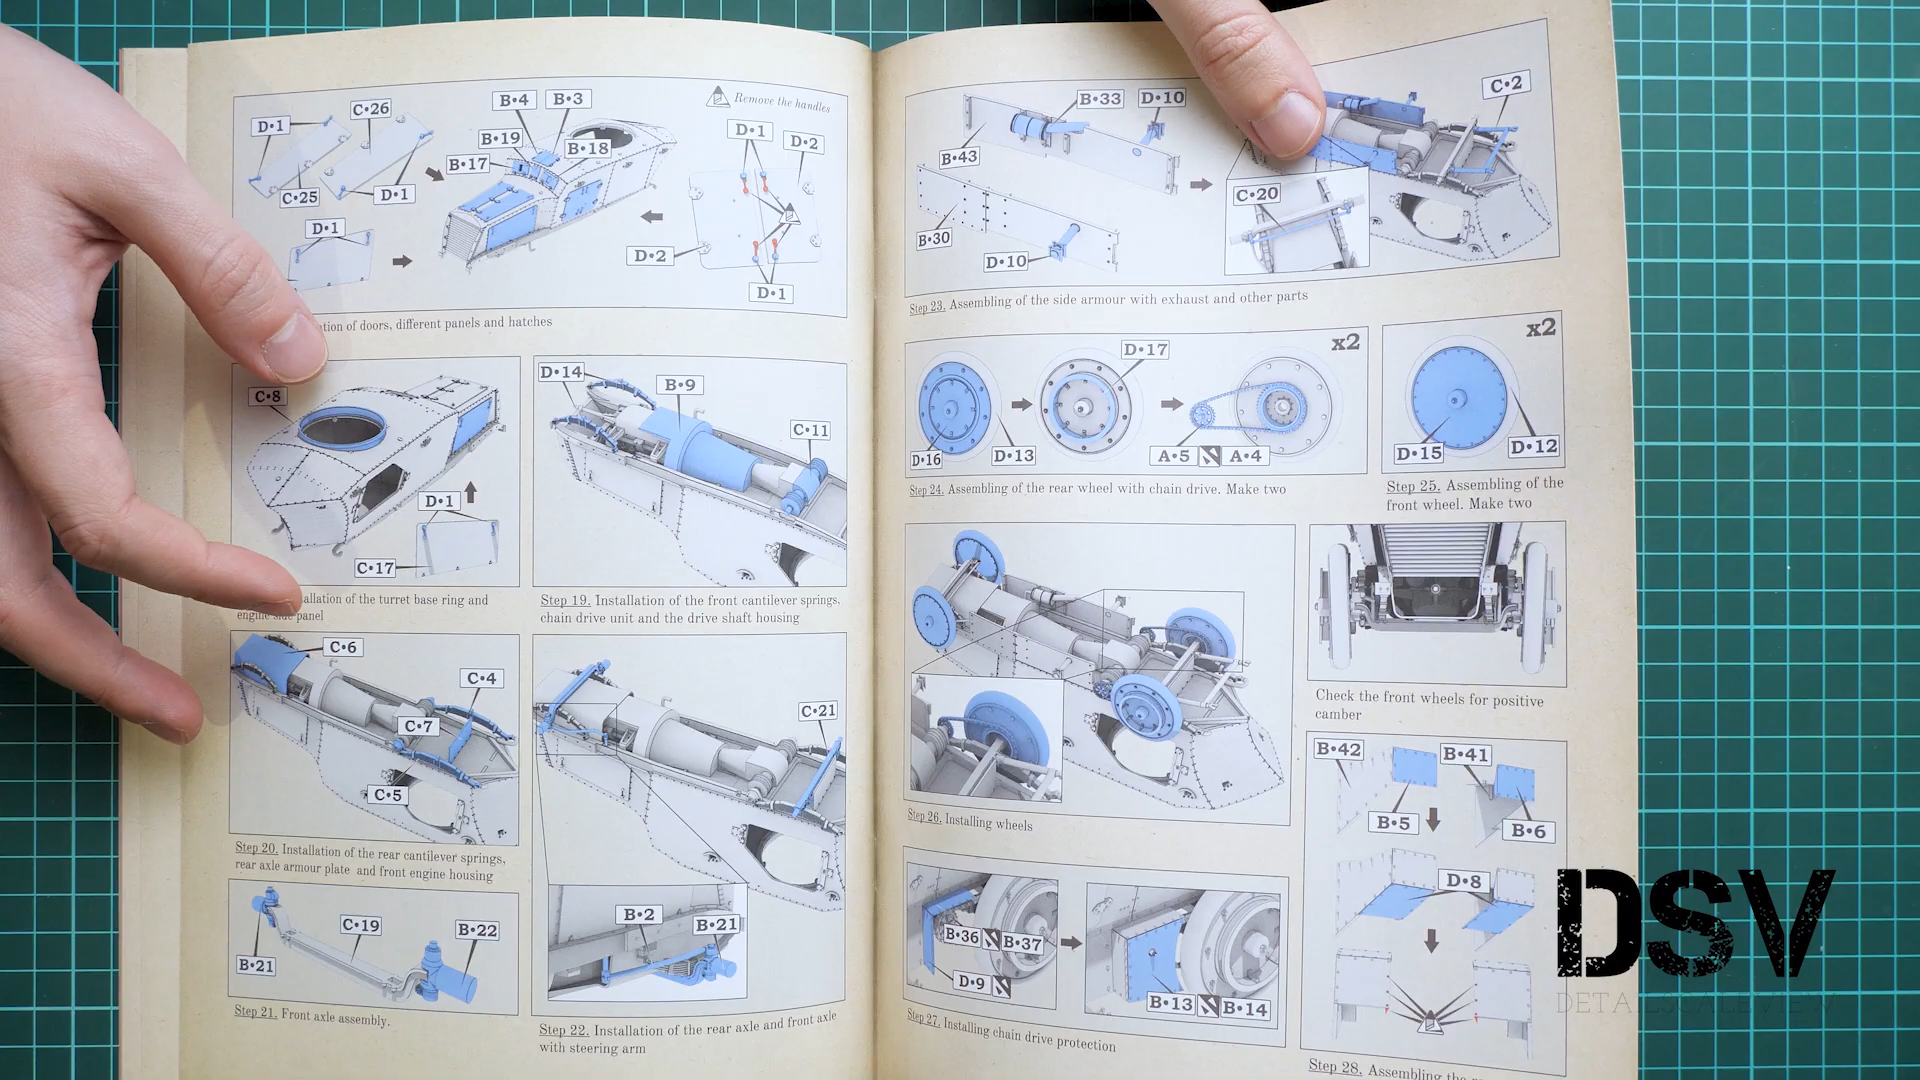 D•1
C•26
C•25
D•1
D•1
B•4
B•3
B•19
B•18
B•17
Remove the handles
D•1
D•2
D•2
D•1
of doors, different panels and hatches
C•8
D•1
C•17
of the turret base ring and
engine side panel
D•14
B•9
C•11
Step 19. Installation of the front cantilever springs,
chain drive unit and the drive shaft housing
C•6
C•4
C•7
C•5
Step 20. Installation of the rear cantilever springs,
rear axle armour plate and front engine housing
C•21
B•2
B•21
Step 22. Installation of the rear axle and front axle
with steering arm
C•19
B•22
B•21
Step 21. Front axle assembly.
B•33
D•10
B•43
B•30
D•10
C•2
C•20
Step 23. Assembling of the side armour with exhaust and other parts
x2
D•17
D•16
D•13
A•5
A•4
Step 24. Assembling of the rear wheel with chain drive. Make two
x2
D•15
D•12
Step 25. Assembling of the
front wheel. Make two
Step 26. Installing wheels
Check the front wheels for positive
camber
B•36
B•37
D•9
B•13
B•14
Step 27. Installing chain drive protection
B•42
B•41
B•5
B•6
D•8
Step 28. Assembling the
DSV
DETAILSCALEVIEW